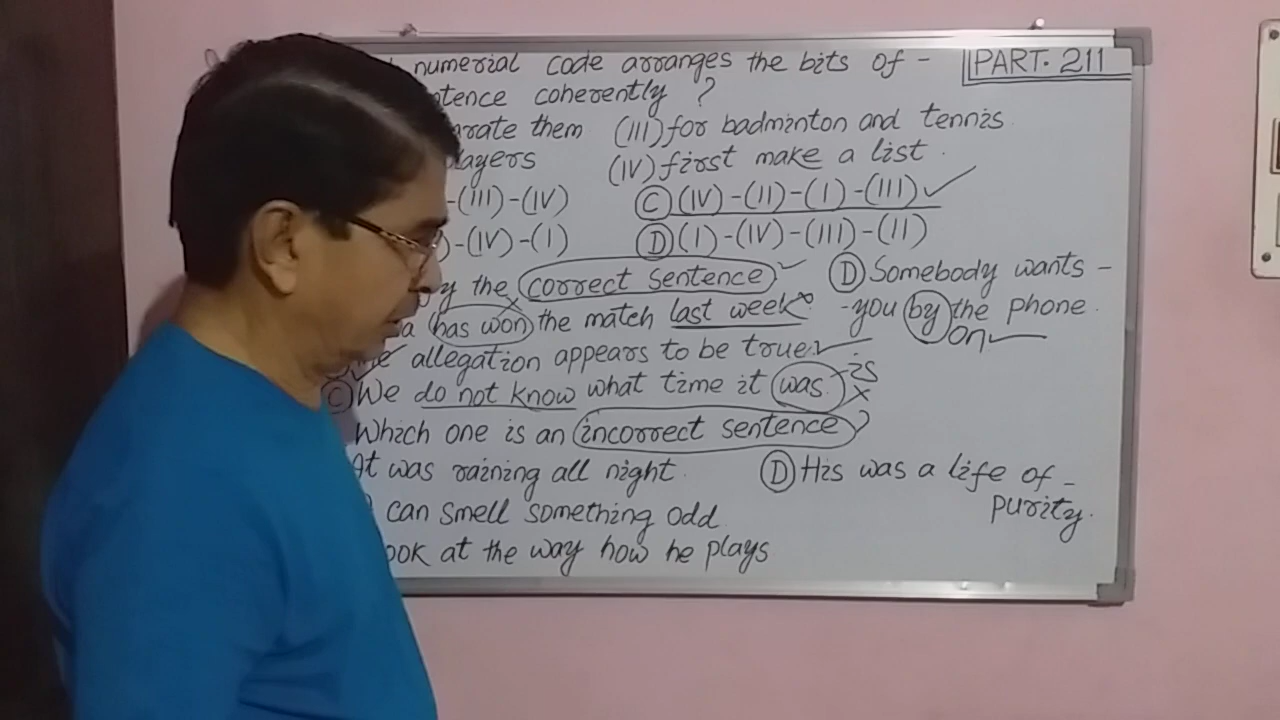 numerial code arranges the bits of - PART. 211
tence coherently ?
arate them (III) for badminton and tennis
layers (IV) first make a list .
-(III)-(IV) (C) (IV)-(II)-(I)-(III) ✓
)-(IV)-(I) (D) (I)-(IV)-(III)-(II)
y the correct sentence ✓ (D) Somebody wants -
a has won the match last week. -you by the phone.
on ✓
allegation appears to be true. ✓ is
(C) We do not know what time it was. x
Which one is an incorrect sentence ?
It was raining all night. (D) His was a life of -
purity.
I can smell something odd
ook at the way how he plays